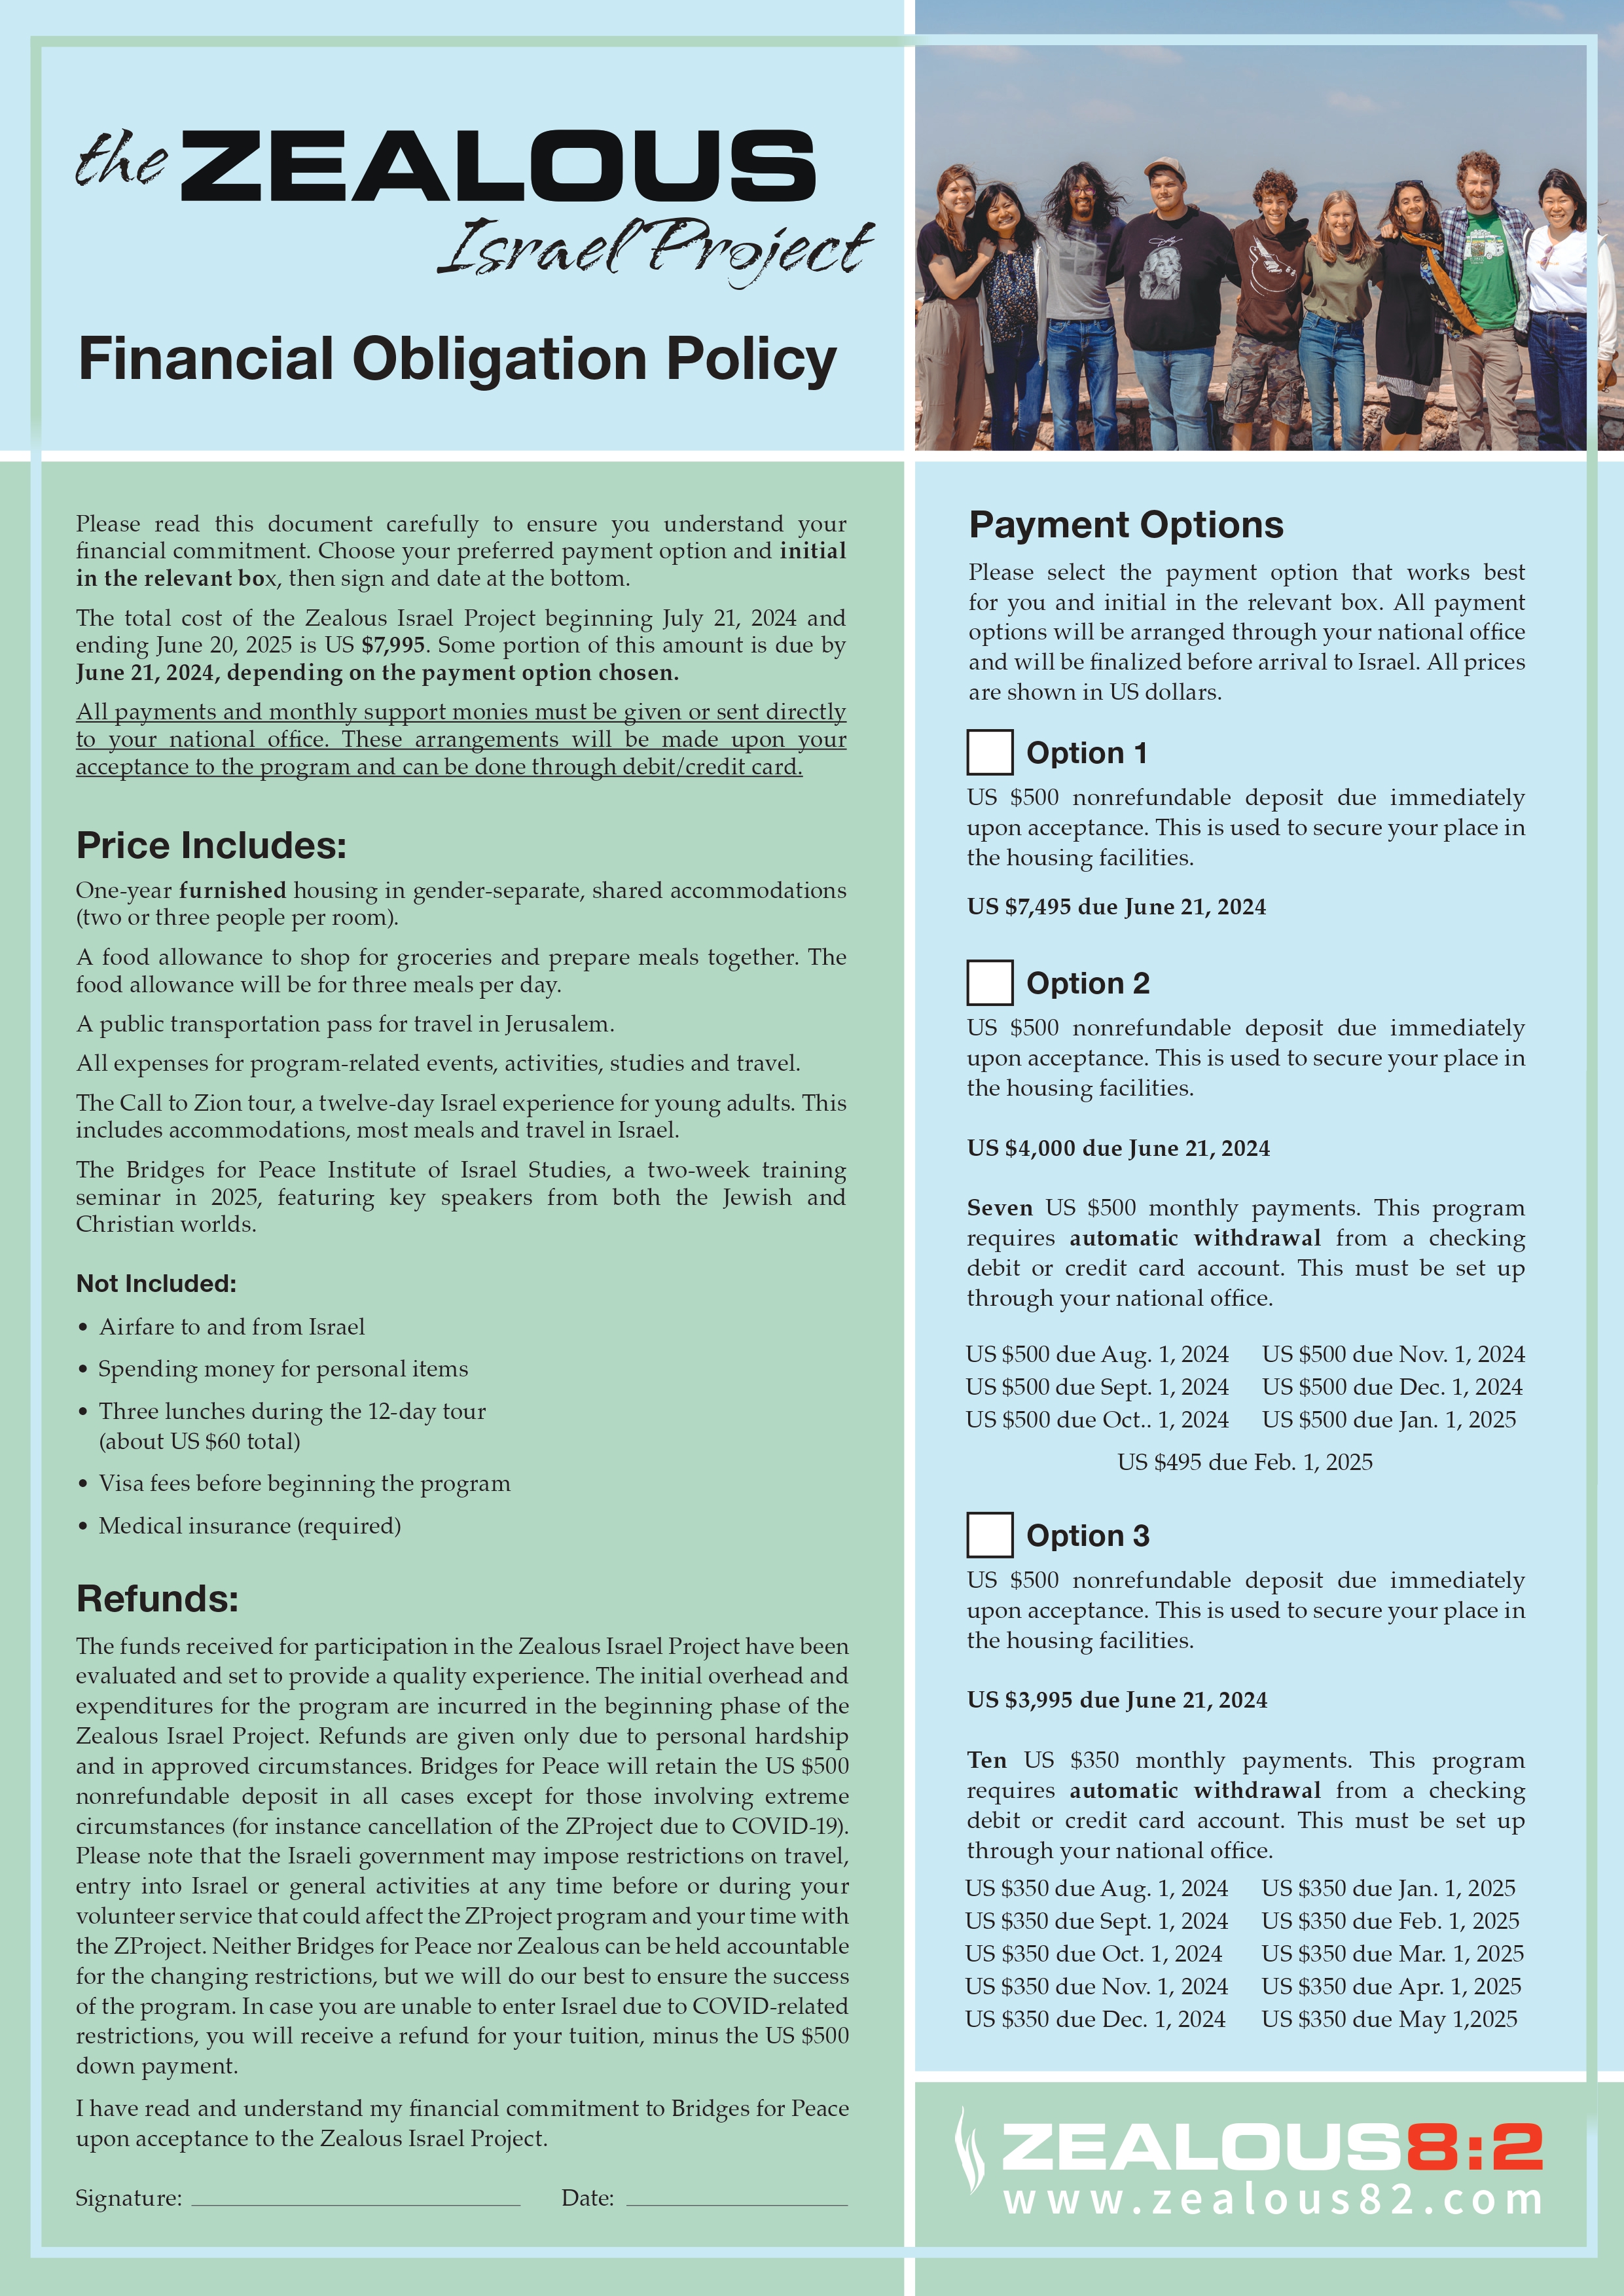 the ZEALOUS
Israel Project
Financial Obligation Policy
Please read this document carefully to ensure you understand your
financial commitment. Choose your preferred payment option and initial
in the relevant box, then sign and date at the bottom.
The total cost of the Zealous Israel Project beginning July 21, 2024 and
ending June 20, 2025 is US $7,995. Some portion of this amount is due by
June 21, 2024, depending on the payment option chosen.
All payments and monthly support monies must be given or sent directly
to your national office. These arrangements will be made upon your
acceptance to the program and can be done through debit/credit card.
Price Includes:
One-year furnished housing in gender-separate, shared accommodations
(two or three people per room).
A food allowance to shop for groceries and prepare meals together. The
food allowance will be for three meals per day.
A public transportation pass for travel in Jerusalem.
All expenses for program-related events, activities, studies and travel.
The Call to Zion tour, a twelve-day Israel experience for young adults. This
includes accommodations, most meals and travel in Israel.
The Bridges for Peace Institute of Israel Studies, a two-week training
seminar in 2025, featuring key speakers from both the Jewish and
Christian worlds.
Not Included:
• Airfare to and from Israel
• Spending money for personal items
• Three lunches during the 12-day tour
(about US $60 total)
• Visa fees before beginning the program
• Medical insurance (required)
Refunds:
The funds received for participation in the Zealous Israel Project have been
evaluated and set to provide a quality experience. The initial overhead and
expenditures for the program are incurred in the beginning phase of the
Zealous Israel Project. Refunds are given only due to personal hardship
and in approved circumstances. Bridges for Peace will retain the US $500
nonrefundable deposit in all cases except for those involving extreme
circumstances (for instance cancellation of the ZProject due to COVID-19).
Please note that the Israeli government may impose restrictions on travel,
entry into Israel or general activities at any time before or during your
volunteer service that could affect the ZProject program and your time with
the ZProject. Neither Bridges for Peace nor Zealous can be held accountable
for the changing restrictions, but we will do our best to ensure the success
of the program. In case you are unable to enter Israel due to COVID-related
restrictions, you will receive a refund for your tuition, minus the US $500
down payment.
I have read and understand my financial commitment to Bridges for Peace
upon acceptance to the Zealous Israel Project.
Signature: Date:
Payment Options
Please select the payment option that works best
for you and initial in the relevant box. All payment
options will be arranged through your national office
and will be finalized before arrival to Israel. All prices
are shown in US dollars.
Option 1
US $500 nonrefundable deposit due immediately
upon acceptance. This is used to secure your place in
the housing facilities.
US $7,495 due June 21, 2024
Option 2
US $500 nonrefundable deposit due immediately
upon acceptance. This is used to secure your place in
the housing facilities.
US $4,000 due June 21, 2024
Seven US $500 monthly payments. This program
requires automatic withdrawal from a checking
debit or credit card account. This must be set up
through your national office.
US $500 due Aug. 1, 2024 US $500 due Nov. 1, 2024
US $500 due Sept. 1, 2024 US $500 due Dec. 1, 2024
US $500 due Oct.. 1, 2024 US $500 due Jan. 1, 2025
US $495 due Feb. 1, 2025
Option 3
US $500 nonrefundable deposit due immediately
upon acceptance. This is used to secure your place in
the housing facilities.
US $3,995 due June 21, 2024
Ten US $350 monthly payments. This program
requires automatic withdrawal from a checking
debit or credit card account. This must be set up
through your national office.
US $350 due Aug. 1, 2024 US $350 due Jan. 1, 2025
US $350 due Sept. 1, 2024 US $350 due Feb. 1, 2025
US $350 due Oct. 1, 2024 US $350 due Mar. 1, 2025
US $350 due Nov. 1, 2024 US $350 due Apr. 1, 2025
US $350 due Dec. 1, 2024 US $350 due May 1,2025
ZEALOUS8:2
www.zealous82.com